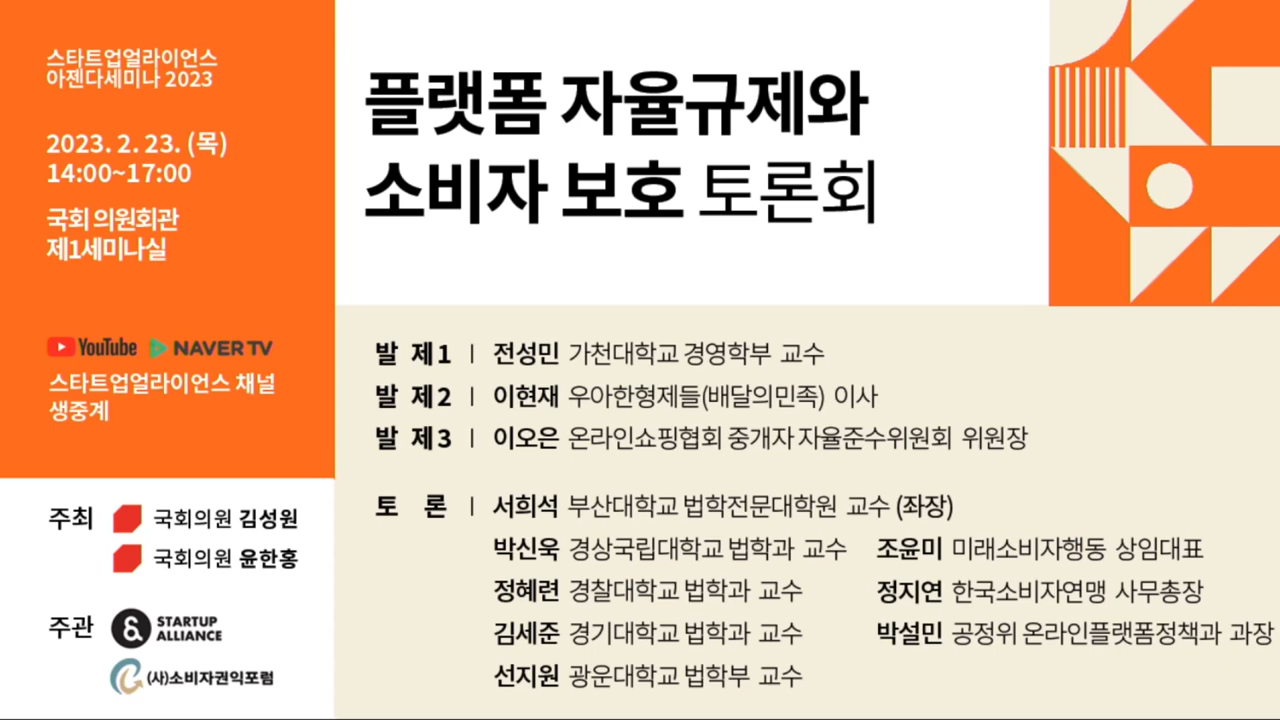 스타트업얼라이언스
아젠다세미나 2023
2023. 2. 23. (목)
14:00~17:00
국회 의원회관
제1세미나실
YouTube NAVER TV
스타트업얼라이언스 채널
생중계
주최 국회의원 김성원
국회의원 윤한홍
주관 & STARTUP
ALLIANCE
(사)소비자권익포럼
플랫폼 자율규제와
소비자 보호 토론회
발 제1 | 전성민 가천대학교 경영학부 교수
발 제2 | 이현재 우아한형제들(배달의민족) 이사
발 제3 | 이오은 온라인쇼핑협회 중개자 자율준수위원회 위원장
토 론 | 서희석 부산대학교 법학전문대학원 교수 (좌장)
박신욱 경상국립대학교 법학과 교수 조윤미 미래소비자행동 상임대표
정혜련 경찰대학교 법학과 교수 정지연 한국소비자연맹 사무총장
김세준 경기대학교 법학과 교수 박설민 공정위 온라인플랫폼정책과 과장
선지원 광운대학교 법학부 교수